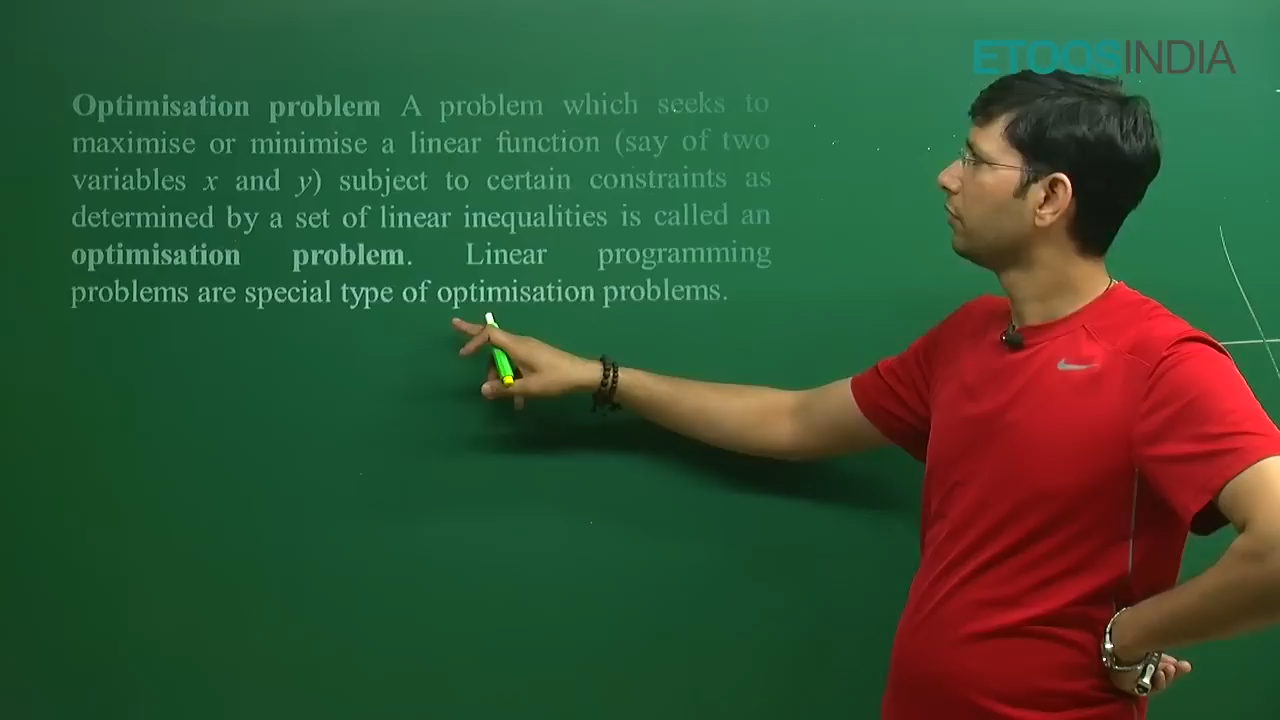 ETOOSINDIA
Optimisation problem A problem which seeks to
maximise or minimise a linear function (say of two
variables x and y) subject to certain constraints as
determined by a set of linear inequalities is called an
optimisation problem. Linear programming
problems are special type of optimisation problems.